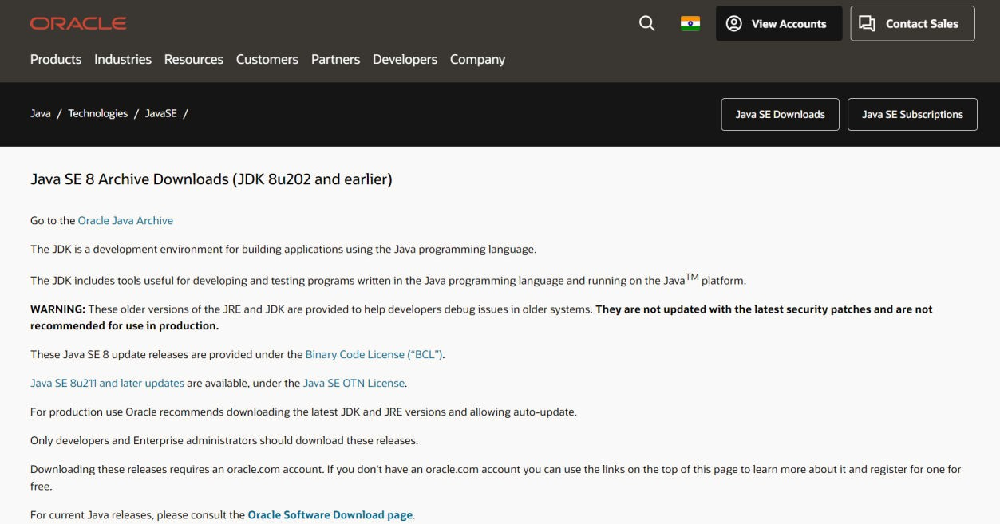 ORACLE
View Accounts
Contact Sales
Products Industries Resources Customers Partners Developers Company
Java / Technologies / JavaSE /
Java SE Downloads
Java SE Subscriptions
Java SE 8 Archive Downloads (JDK 8u202 and earlier)
Go to the Oracle Java Archive
The JDK is a development environment for building applications using the Java programming language.
The JDK includes tools useful for developing and testing programs written in the Java programming language and running on the Java™ platform.
WARNING: These older versions of the JRE and JDK are provided to help developers debug issues in older systems. They are not updated with the latest security patches and are not
recommended for use in production.
These Java SE 8 update releases are provided under the Binary Code License (“BCL”).
Java SE 8u211 and later updates are available, under the Java SE OTN License.
For production use Oracle recommends downloading the latest JDK and JRE versions and allowing auto-update.
Only developers and Enterprise administrators should download these releases.
Downloading these releases requires an oracle.com account. If you don't have an oracle.com account you can use the links on the top of this page to learn more about it and register for one for
free.
For current Java releases, please consult the Oracle Software Download page.